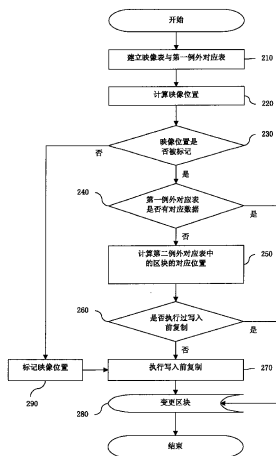 开始
建立映像表与第一例外对应表
210
计算映像位置
220
映像位置是
否被标记
230
否
是
240
第一例外对应表
是否有对应数据
是
否
计算第二例外对应表中
的区块的对应位置
250
260
是否执行过写入
前复制
是
否
标记映像位置
290
执行写入前复制
270
280
变更区块
结束